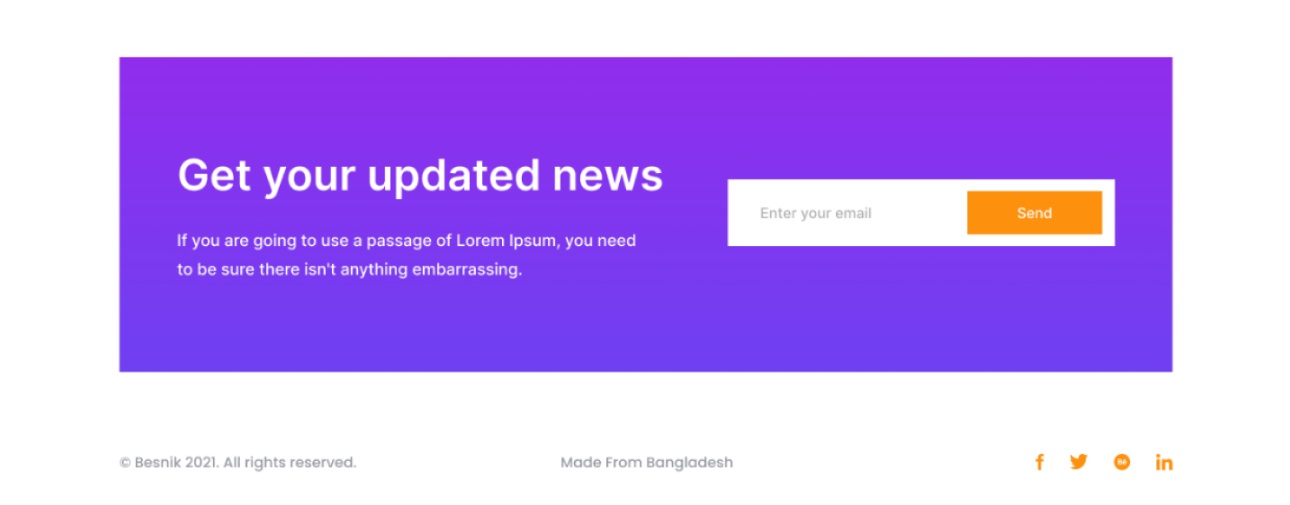 Get your updated news
If you are going to use a passage of Lorem Ipsum, you need
to be sure there isn't anything embarrassing.
Enter your email
Send
© Besnik 2021. All rights reserved.
Made From Bangladesh